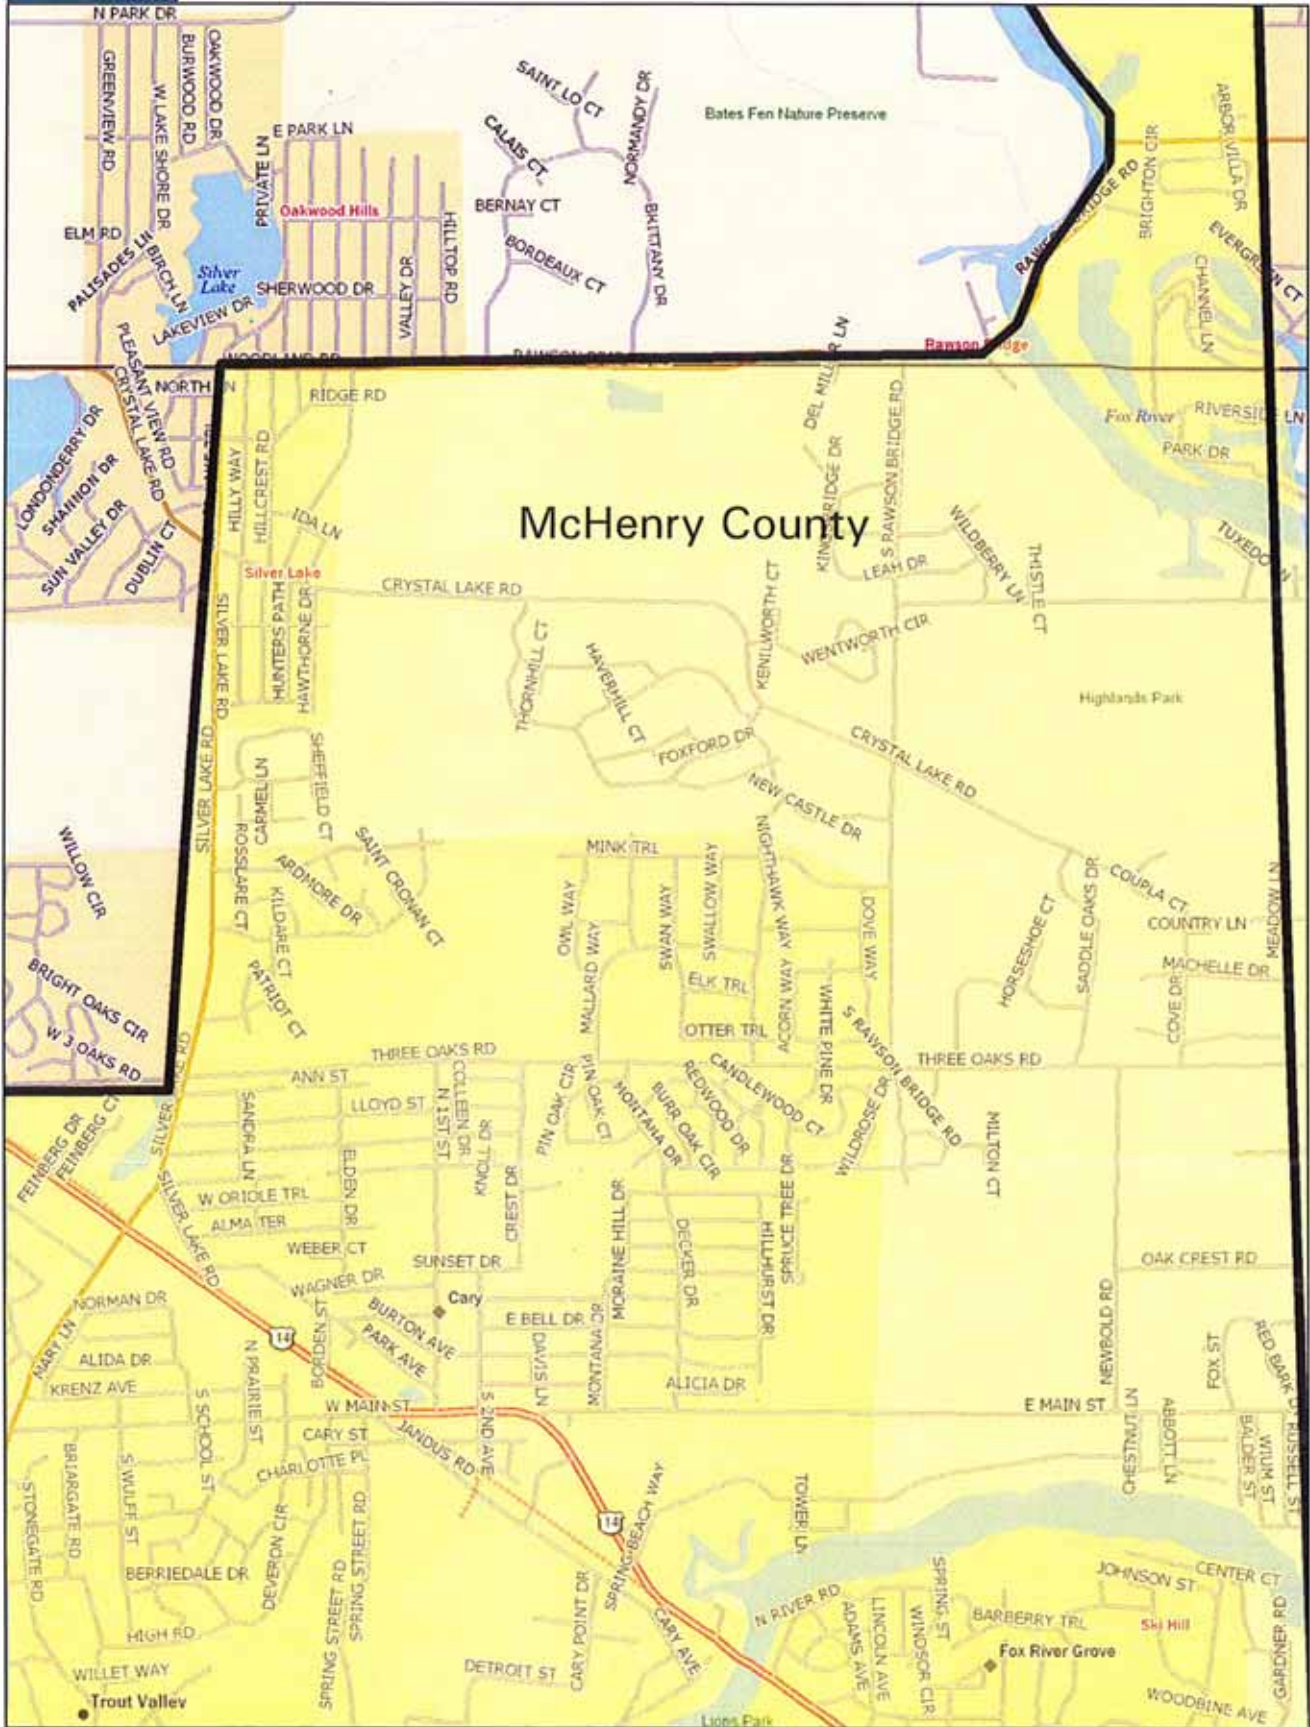 N PARK DR
GREENVIEW RD
W LAKE SHORE DR
BURWOOD RD
OAKWOOD DR
PRIVATE LN
E PARK LN
Oakwood Hills
ELM RD
PALISADES LN
BIRCH LN
Silver
Lake
LAKEVIEW DR
SHERWOOD DR
VALLEY DR
HILLTOP RD
SAINT LO CT
CALAIS CT
NORMANDY DR
BERNAY CT
BORDEAUX CT
BRITTANY DR
Bates Fen Nature Preserve
BRIGHTON CIR
ARBOR VILLA DR
EVERGREEN CT
CHANNEL LN
Fox River
RIVERSIDE LN
PARK DR
TUXEDO
PLEASANT VIEW RD
CRYSTAL LAKE RD
NORTH LN
RIDGE RD
LONDONDERRY DR
SHANNON DR
SUN VALLEY DR
DUBLIN CT
HILLY WAY
HILLCREST RD
IDA LN
Silver Lake
McHenry County
DEL MILLER LN
S RAWSON BRIDGE RD
LEAH DR
WILDBERRY LN
THISTLE CT
CRYSTAL LAKE RD
SILVER LAKE RD
HUNTERS PATH
HAWTHORNE DR
THORNHILL CT
HAVERHILL CT
KENILWORTH CT
WENTWORTH CIR
FOXFORD DR
Highlands Park
CRYSTAL LAKE RD
NEW CASTLE DR
SILVER LAKE RD
CARMEL LN
SHEFFIELD CT
ROSSLARE CT
ARDMORE DR
SAINT CRONAN CT
KILDARE CT
PATRIOT CT
WILLOW CIR
BRIGHT OAKS CIR
W 3 OAKS RD
MINK TRL
OWL WAY
MALLARD WAY
SWAN WAY
SWALLOW WAY
NIGHTHAWK WAY
DOVE WAY
ELK TRL
OTTER TRL
ACORN WAY
WHITE PINE DR
S RAWSON BRIDGE RD
HORSESHOE CT
SADDLE OAKS DR
COUPLA CT
COUNTRY LN
MACHELLE DR
COVE DR
MEADOW LN
THREE OAKS RD
THREE OAKS RD
ANN ST
LLOYD ST
SANDRA LN
N 1ST ST
COLLEEN DR
KNOLL DR
CREST DR
PIN OAK CIR
PIN OAK CT
MONTANA DR
BURR OAK CIR
REDWOOD DR
CANDLEWOOD CT
WILDROSE DR
MILTON CT
FEINBERG DR
FEINBERG CT
W ORIOLE TRL
ALMA TER
ELDEN DR
WEBER CT
SILVER LAKE RD
WAGNER DR
SUNSET DR
Cary
MORAINE HILL DR
DECKER DR
HILLHURST DR
SPRUCE TREE DR
OAK CREST RD
NEWBOLD RD
NORMAN DR
MARY LN
ALIDA DR
KRENZ AVE
14
BORDEN ST
BURTON AVE
PARK AVE
E BELL DR
DAVIS LN
MONTANA DR
ALICIA DR
FOX ST
E MAIN ST
N PRAIRIE ST
S SCHOOL ST
W MAIN ST
CARY ST
CHARLOTTE PL
JANDUS RD
S 2ND AVE
CHESTNUT LN
ABBOTT LN
BALDER ST
WIUM ST
RUSSELL ST
STONEGATE RD
BRIARGATE RD
S WULFF ST
BERRIEDALE DR
DEVERON CIR
SPRING STREET RD
SPRING STREET RD
14
SPRING BEACH WAY
TOWER LN
HIGH RD
WILLET WAY
Trout Valley
DETROIT ST
CARY POINT DR
CARY AVE
N RIVER RD
ADAMS AVE
LINCOLN AVE
WINDSOR CIR
SPRING ST
BARBERRY TRL
JOHNSON ST
CENTER CT
Ski Hill
Fox River Grove
GARDNER RD
WOODBINE AVE
Lions Park